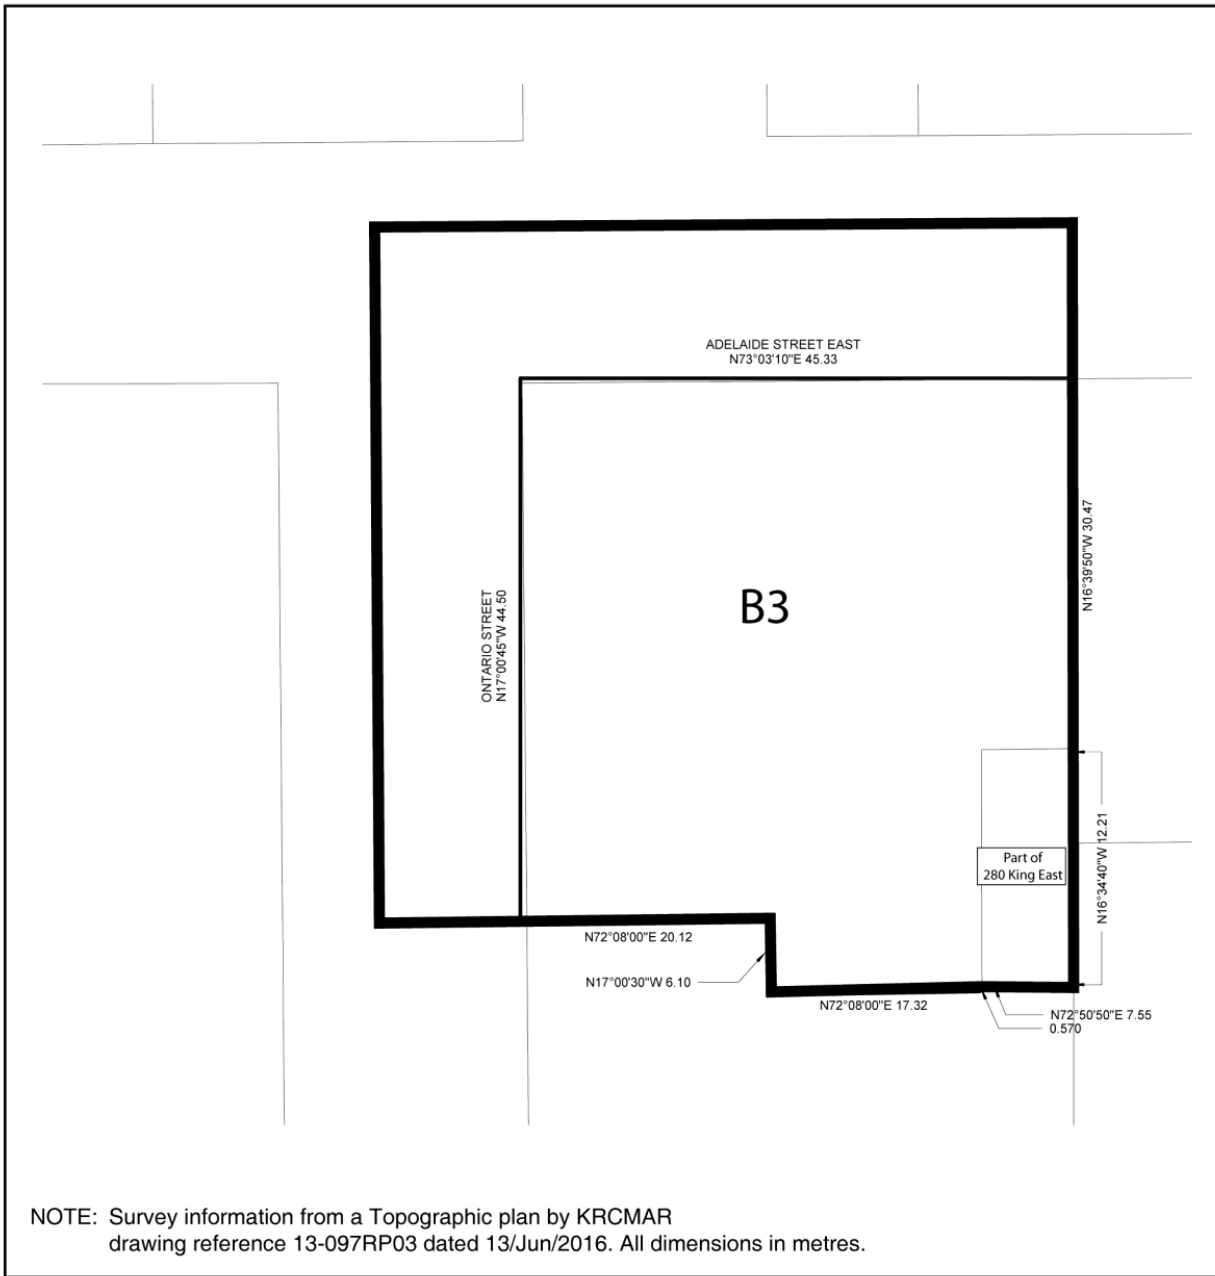 ADELAIDE STREET EAST
N73°03'10"E 45.33
N16°39'50"W 30.47
B3
ONTARIO STREET
N17°00'45"W 44.50
Part of
280 King East
N16°34'40"W 12.21
N72°08'00"E 20.12
N17°00'30"W 6.10
N72°08'00"E 17.32
N72°50'50"E 7.55
0.570
NOTE: Survey information from a Topographic plan by KRCMAR
drawing reference 13-097RP03 dated 13/Jun/2016. All dimensions in metres.